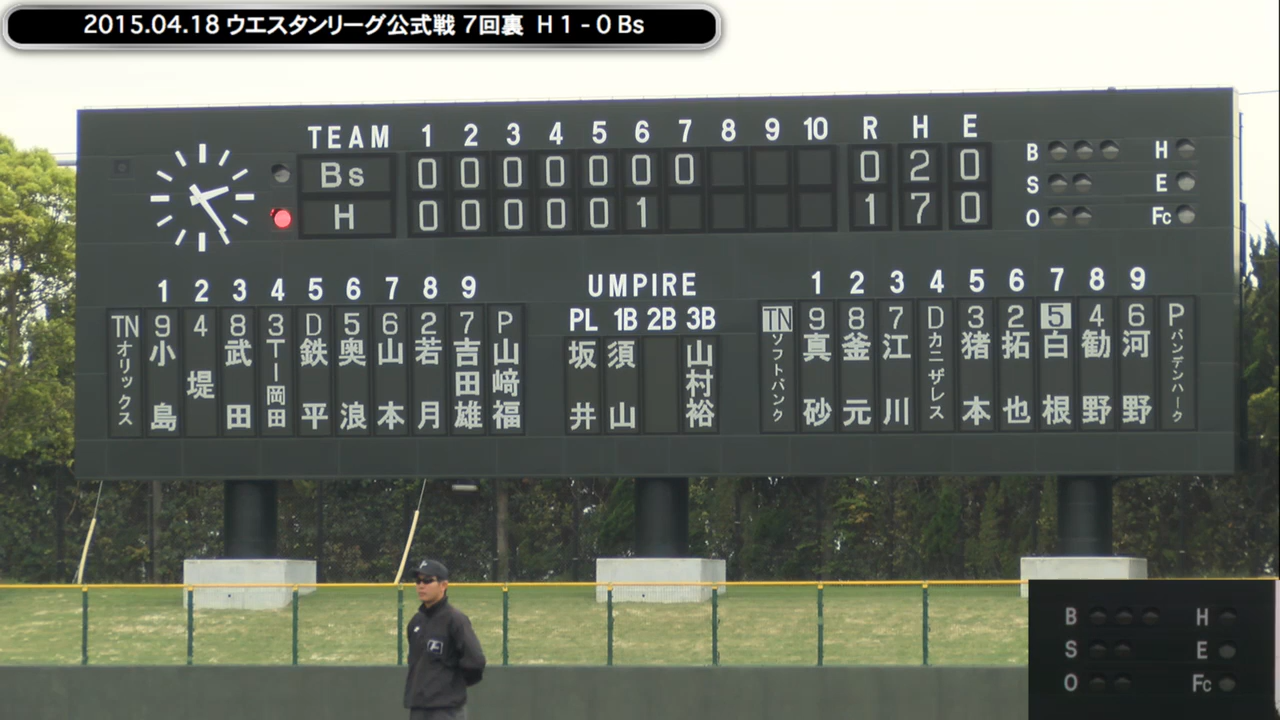 2015.04.18 ウエスタンリーグ公式戦 7回裏 H 1 - 0 Bs
TEAM 1 2 3 4 5 6 7 8 9 10 R H E
Bs 0 0 0 0 0 0 0 0 2 0
H 0 0 0 0 0 1 1 7 0
B H
S E
O Fc
1 2 3 4 5 6 7 8 9
TN 9 4 8 3 D 5 6 2 7 P
オリックス 小島 堤 武田 T-岡田 鉄平 奥浪 山本 若月 吉田雄 山﨑福
UMPIRE
PL 1B 2B 3B
坂井 須山 山村裕
1 2 3 4 5 6 7 8 9
TN 9 8 7 D 3 2 5 4 6 P
ソフトバンク 真砂 釜元 江川 カニザレス 猪本 拓也 白根 勧野 河野 バンデンハーク
B H
S E
O Fc